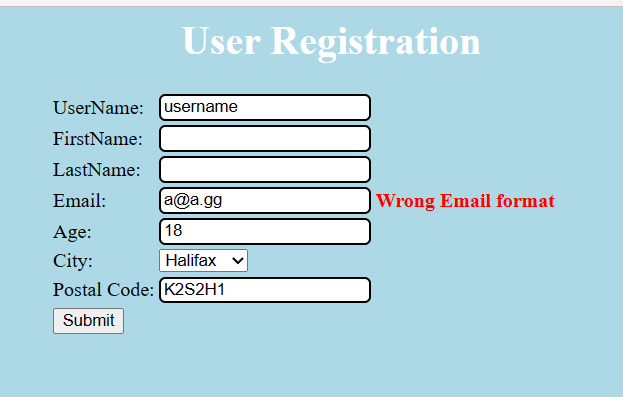 User Registration
UserName: username
FirstName:
LastName:
Email: a@a.gg Wrong Email format
Age: 18
City: Halifax
Postal Code: K2S2H1
Submit